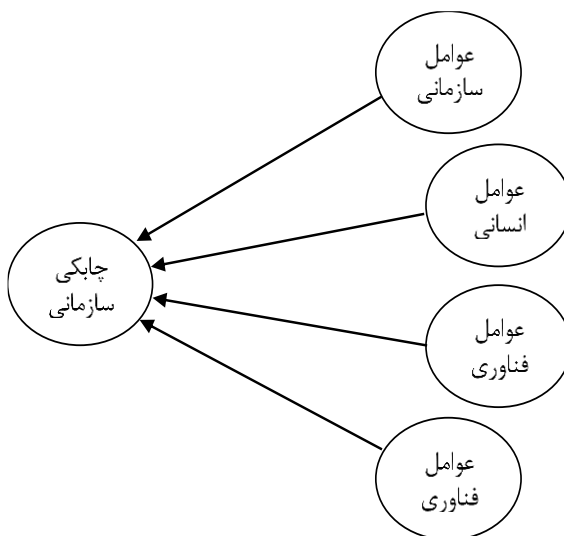 عوامل
سازمانی
عوامل
انسانی
چابکی
سازمانی
عوامل
فناوری
عوامل
فناوری